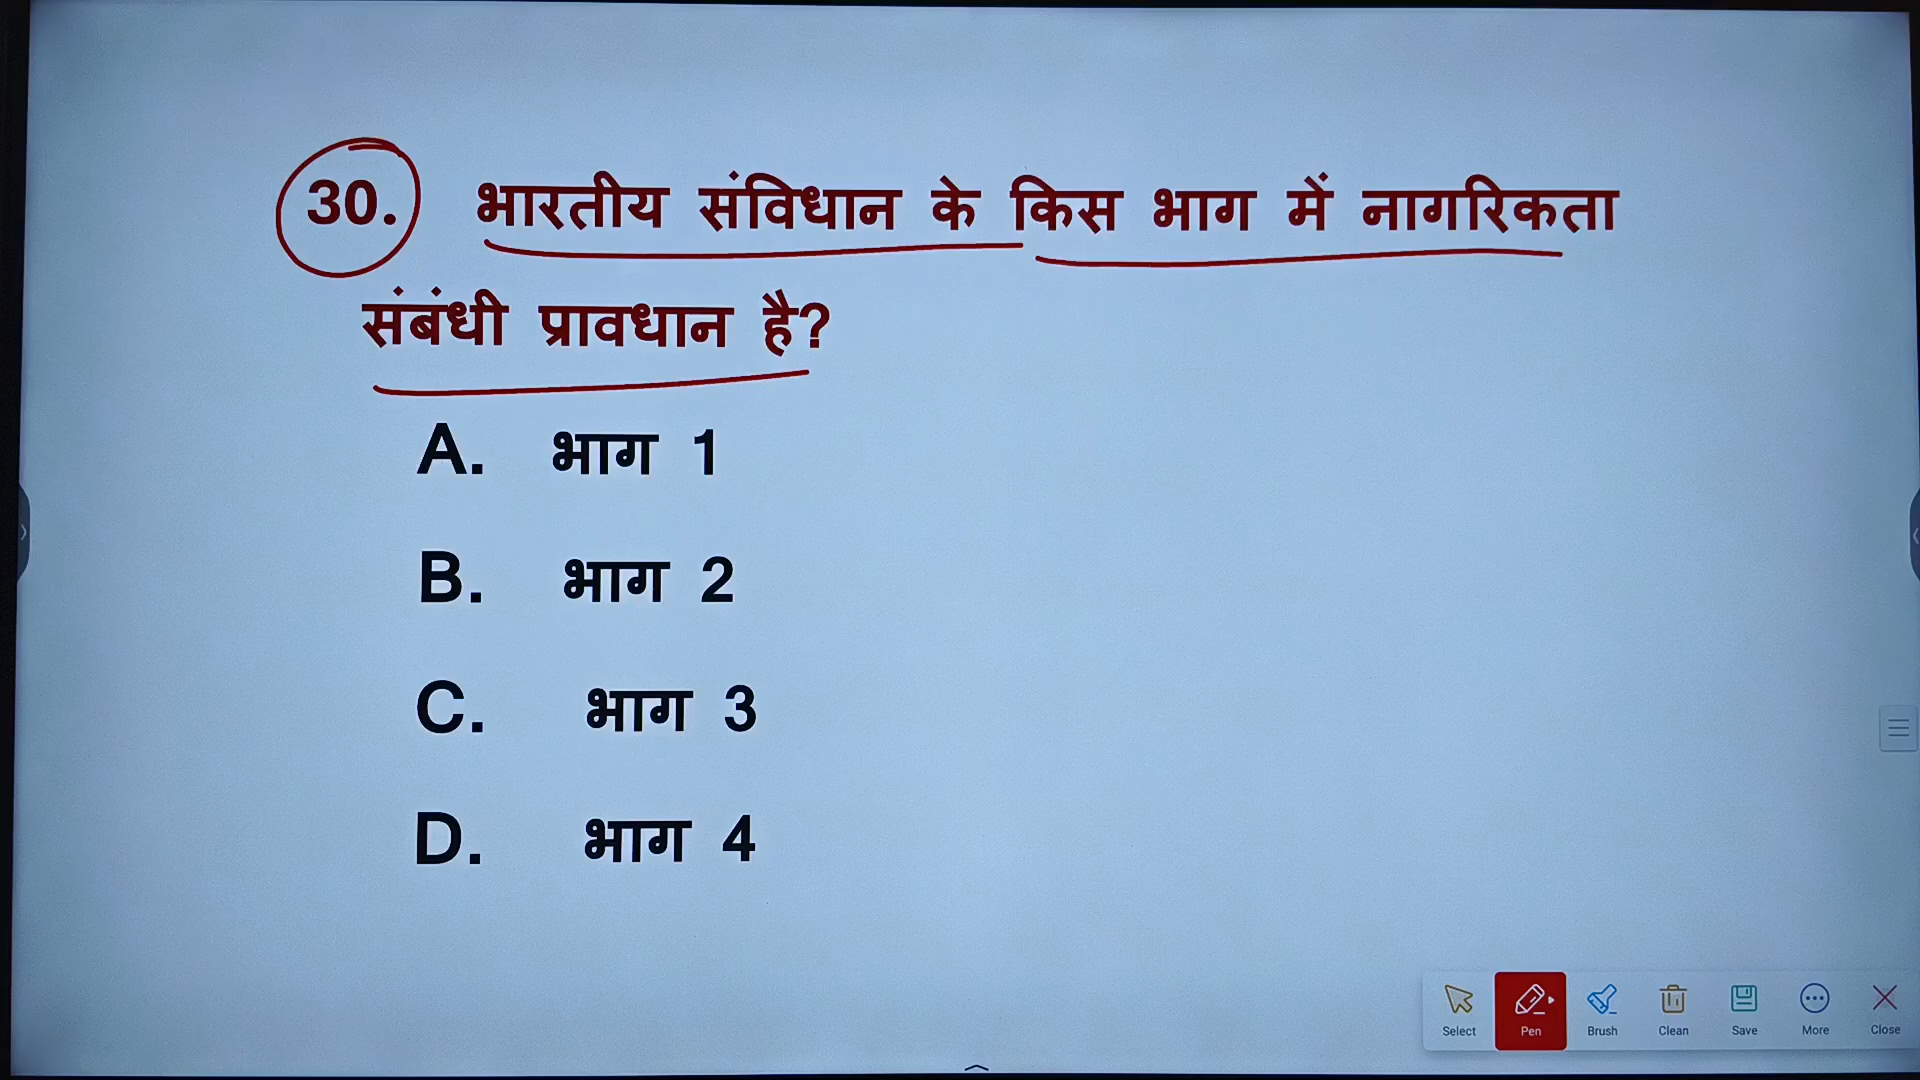 30. भारतीय संविधान के किस भाग में नागरिकता
संबंधी प्रावधान है?
A. भाग 1
B. भाग 2
C. भाग 3
D. भाग 4
Select Pen Brush Clean Save More Close